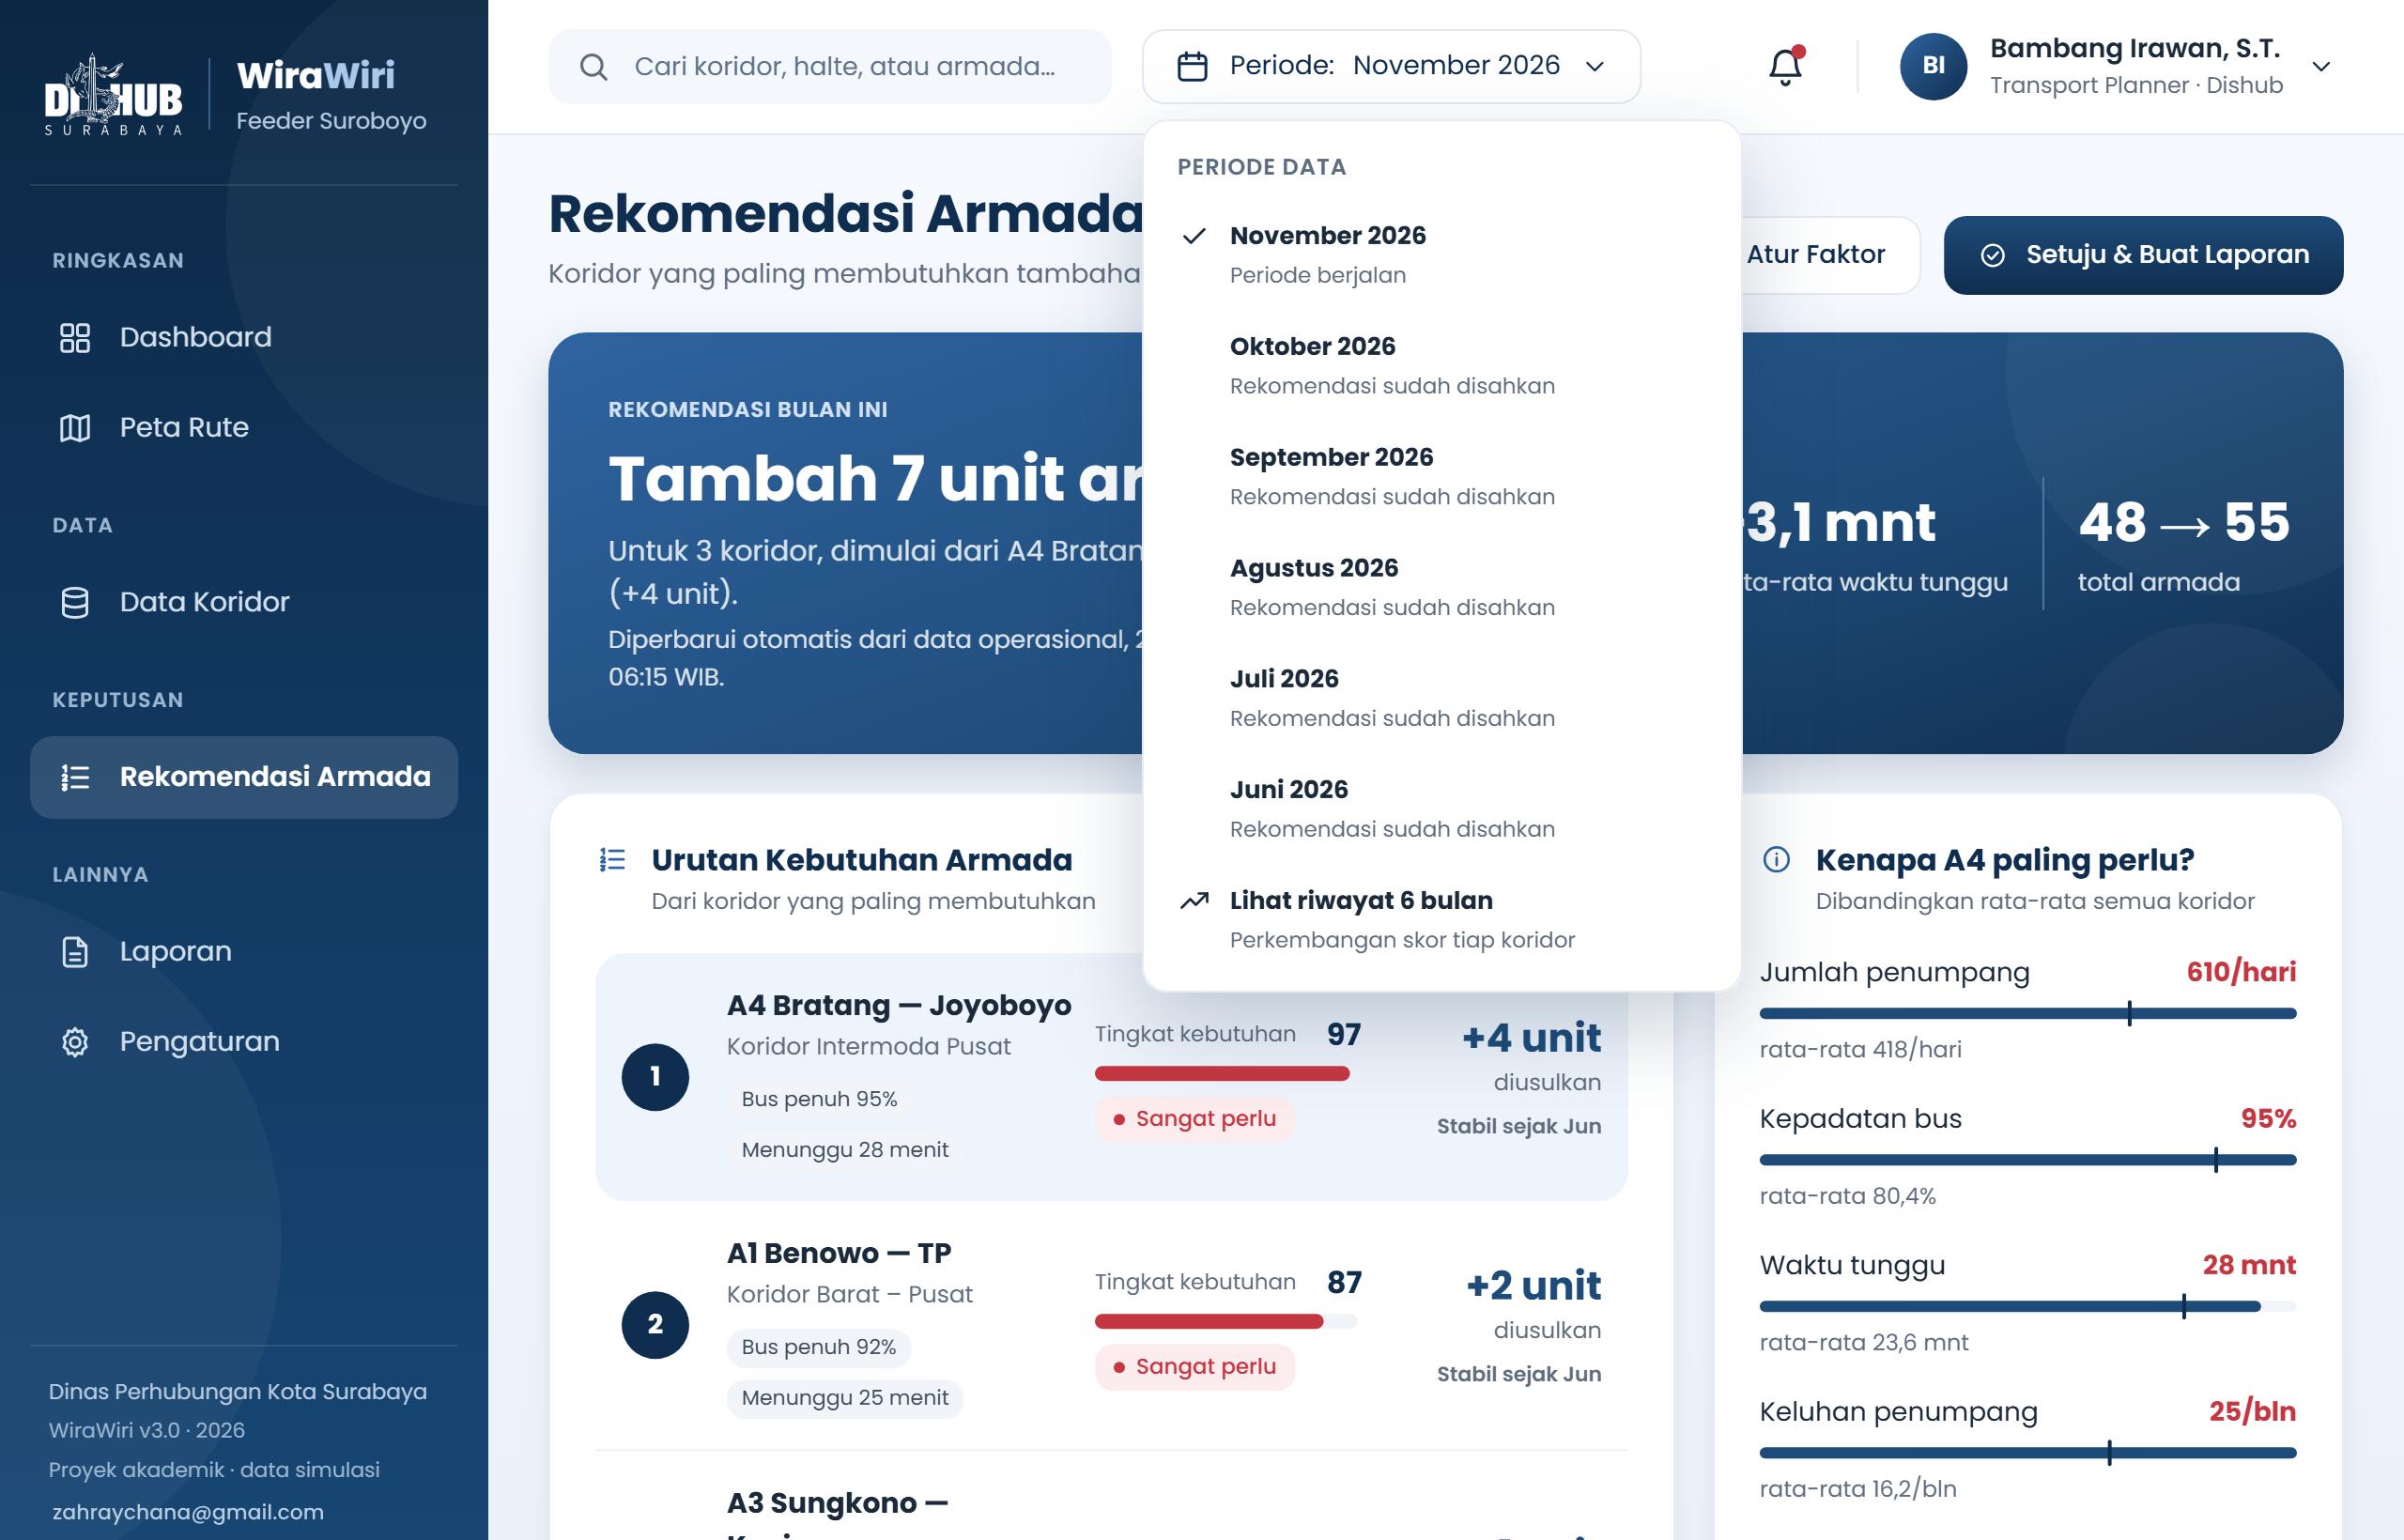 DISHUB
SURABAYA
WiraWiri
Feeder Suroboyo
RINGKASAN
Dashboard
Peta Rute
DATA
Data Koridor
KEPUTUSAN
Rekomendasi Armada
LAINNYA
Laporan
Pengaturan
Dinas Perhubungan Kota Surabaya
WiraWiri v3.0 · 2026
Proyek akademik · data simulasi
zahraychana@gmail.com
Cari koridor, halte, atau armada...
Periode: November 2026
BI
Bambang Irawan, S.T.
Transport Planner · Dishub
PERIODE DATA
November 2026
Periode berjalan
Oktober 2026
Rekomendasi sudah disahkan
September 2026
Rekomendasi sudah disahkan
Agustus 2026
Rekomendasi sudah disahkan
Juli 2026
Rekomendasi sudah disahkan
Juni 2026
Rekomendasi sudah disahkan
Lihat riwayat 6 bulan
Perkembangan skor tiap koridor
Rekomendasi Armada
Koridor yang paling membutuhkan tambaha
Atur Faktor
Setuju & Buat Laporan
REKOMENDASI BULAN INI
Tambah 7 unit ar
Untuk 3 koridor, dimulai dari A4 Bratan
(+4 unit).
Diperbarui otomatis dari data operasional, 2
06:15 WIB.
3,1 mnt
ta-rata waktu tunggu
48 → 55
total armada
Urutan Kebutuhan Armada
Dari koridor yang paling membutuhkan
1
A4 Bratang — Joyoboyo
Koridor Intermoda Pusat
Bus penuh 95%
Menunggu 28 menit
Tingkat kebutuhan 97
Sangat perlu
+4 unit
diusulkan
Stabil sejak Jun
2
A1 Benowo — TP
Koridor Barat – Pusat
Bus penuh 92%
Menunggu 25 menit
Tingkat kebutuhan 87
Sangat perlu
+2 unit
diusulkan
Stabil sejak Jun
A3 Sungkono —
Kenapa A4 paling perlu?
Dibandingkan rata-rata semua koridor
Jumlah penumpang 610/hari
rata-rata 418/hari
Kepadatan bus 95%
rata-rata 80,4%
Waktu tunggu 28 mnt
rata-rata 23,6 mnt
Keluhan penumpang 25/bln
rata-rata 16,2/bln